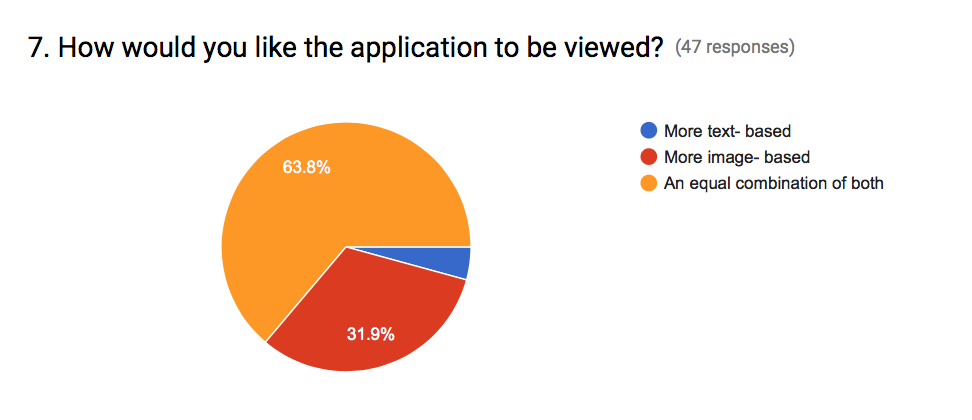 7. How would you like the application to be viewed? (47 responses)
More text- based
More image- based
An equal combination of both
63.8%
31.9%